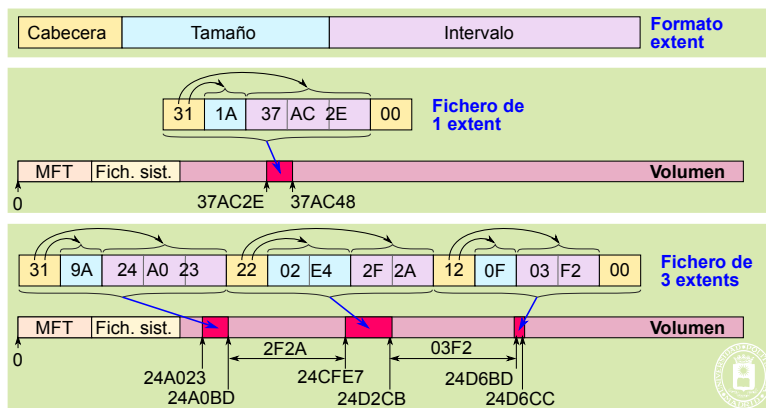 Cabecera Tamaño Intervalo Formato extent
31 1A 37 AC 2E 00 Fichero de 1 extent
MFT Fich. sist. Volumen
0 37AC2E 37AC48
31 9A 24 A0 23 22 02 E4 2F 2A 12 0F 03 F2 00 Fichero de 3 extents
MFT Fich. sist. Volumen
0 2F2A 03F2
24A023 24CFE7 24D6BD
24A0BD 24D2CB 24D6CC